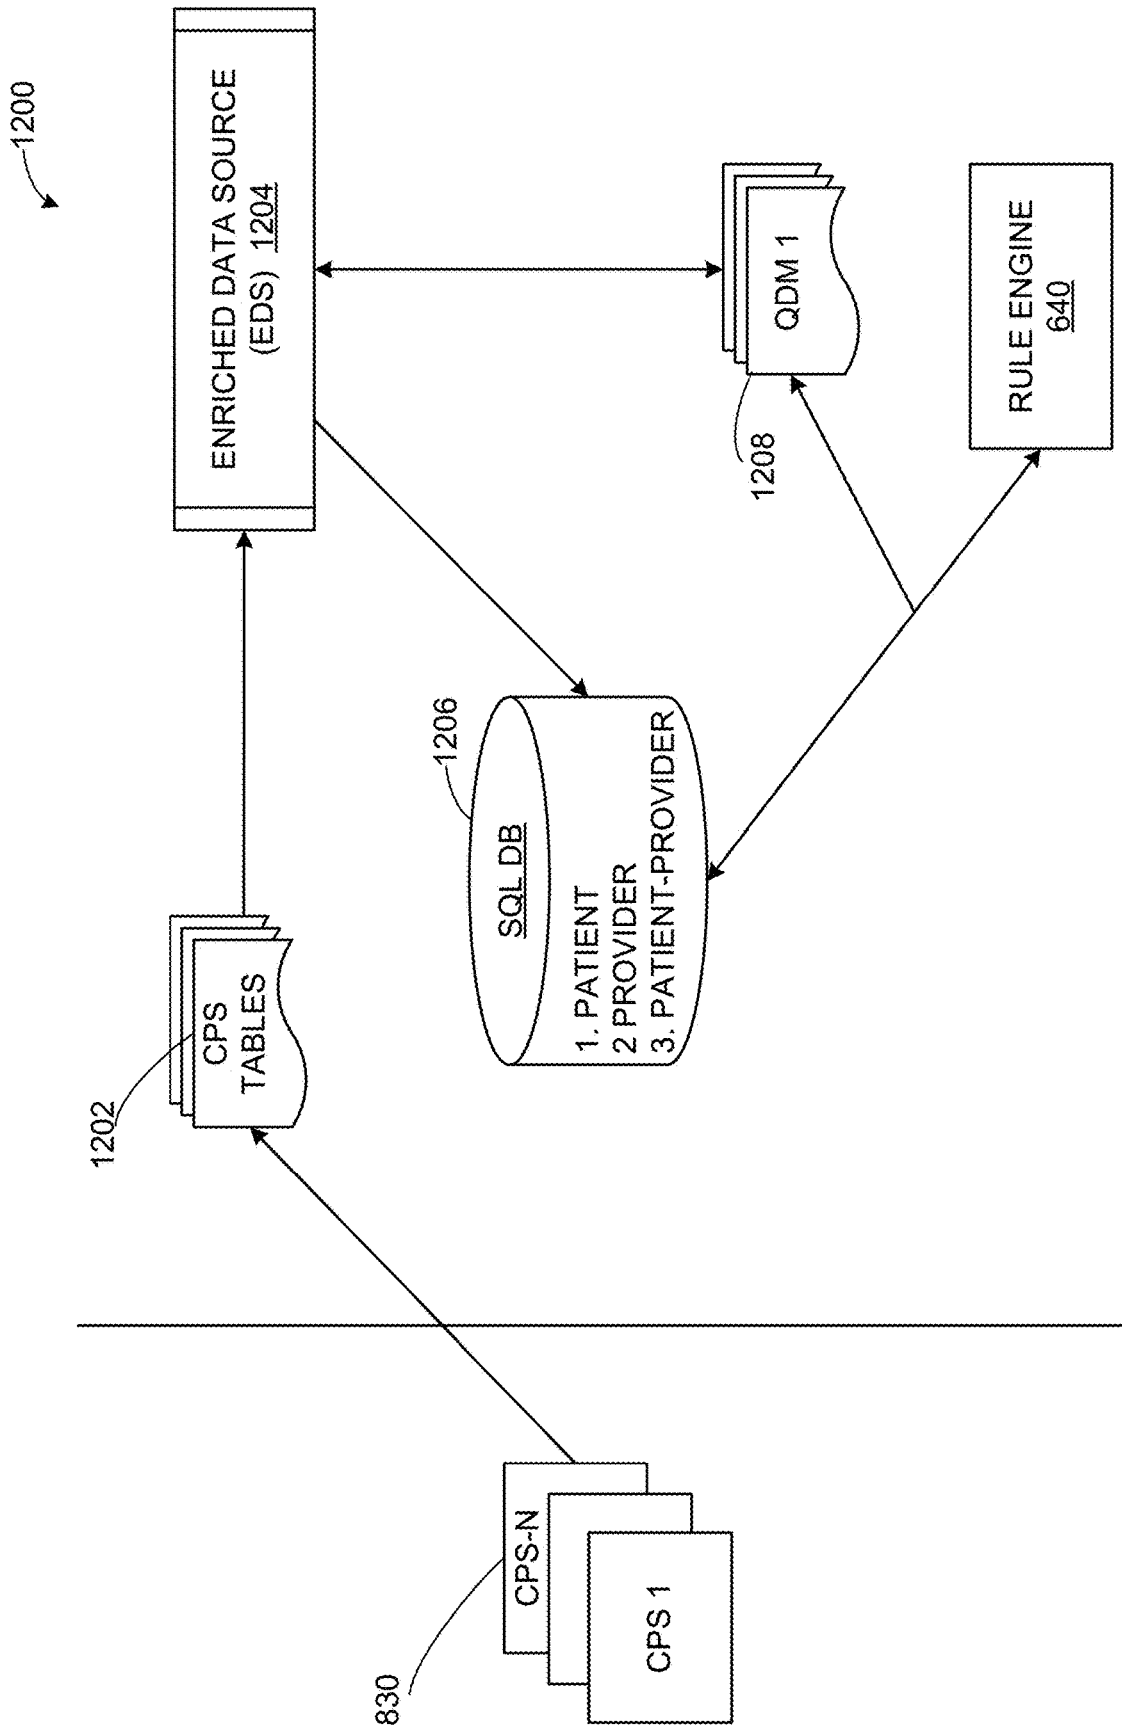 1200
830
CPS-N
CPS 1
1202
CPS
TABLES
1206
SQL DB
1. PATIENT
2 PROVIDER
3. PATIENT-PROVIDER
ENRICHED DATA SOURCE
(EDS) 1204
1208
QDM 1
RULE ENGINE
640